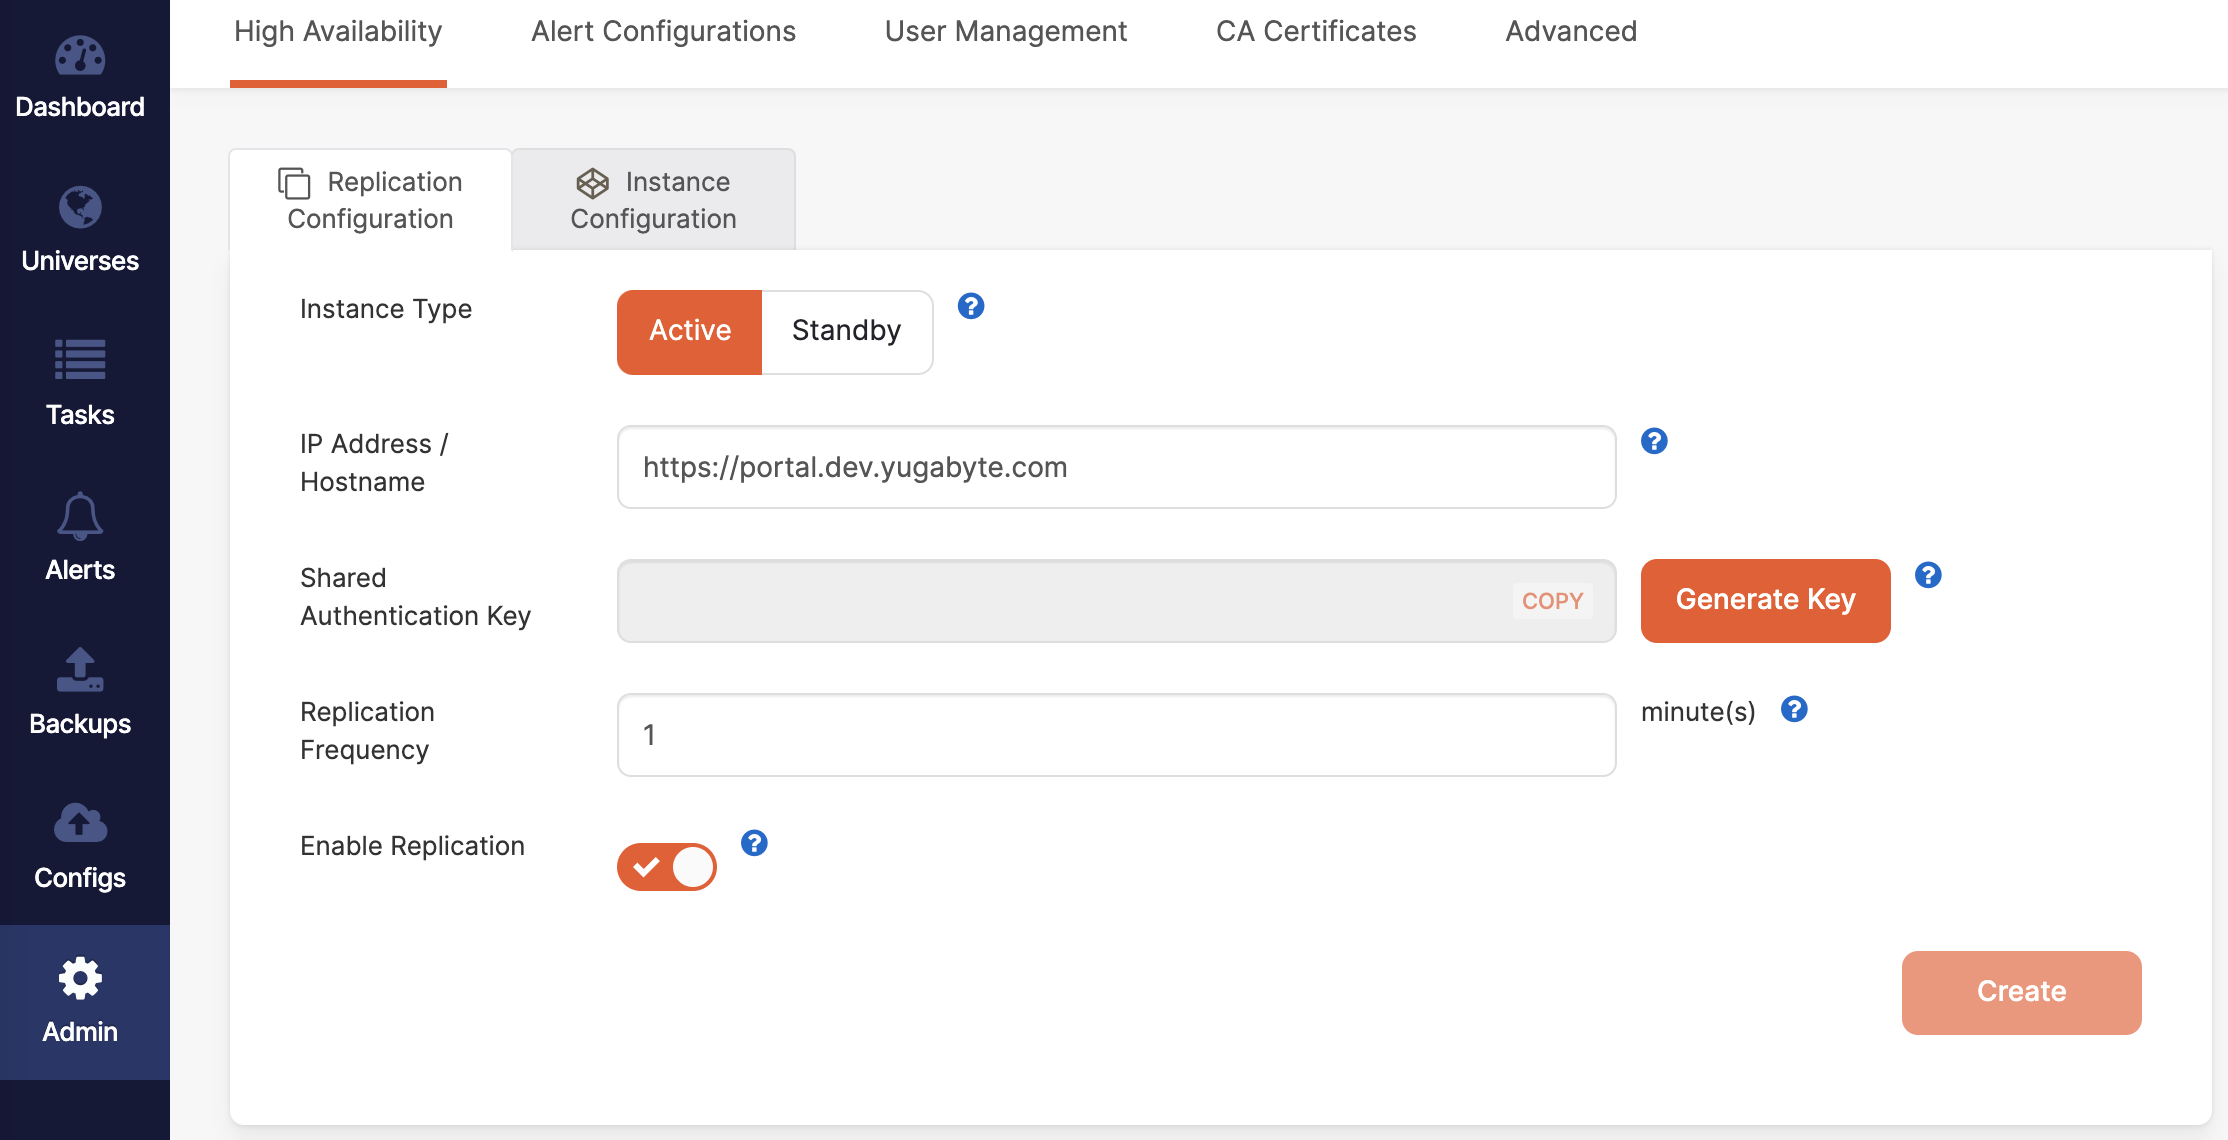 High Availability
Alert Configurations
User Management
CA Certificates
Advanced
Dashboard
Universes
Tasks
Alerts
Backups
Configs
Admin
Replication
Configuration
Instance
Configuration
Instance Type
Active
Standby
IP Address /
Hostname
https://portal.dev.yugabyte.com
Shared
Authentication Key
COPY
Generate Key
Replication
Frequency
1
minute(s)
Enable Replication
Create